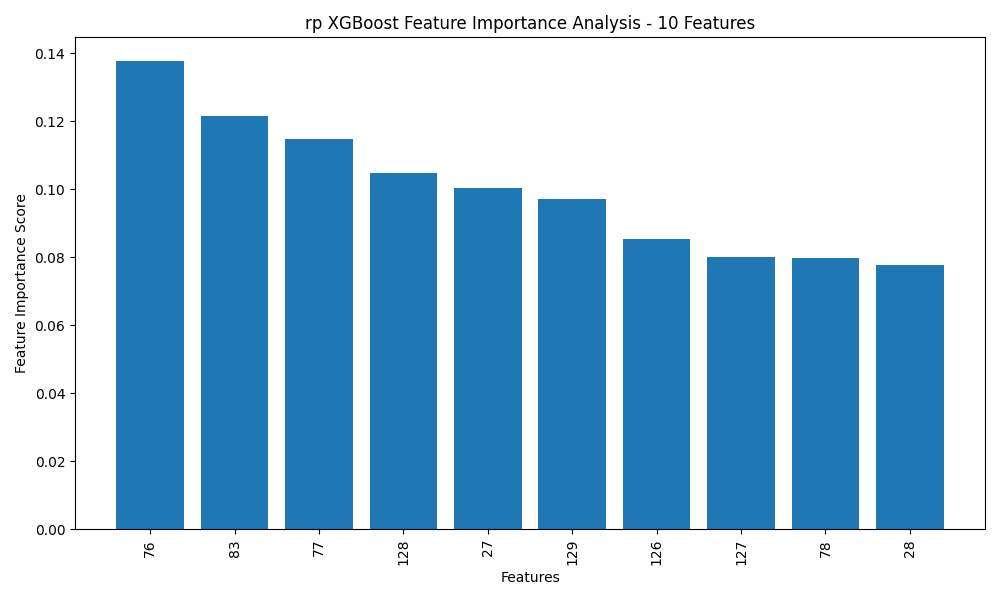 rp XGBoost Feature Importance Analysis - 10 Features
Feature Importance Score
0.14
0.12
0.10
0.08
0.06
0.04
0.02
0.00
76 83 77 128 27 129 126 127 78 28
Features